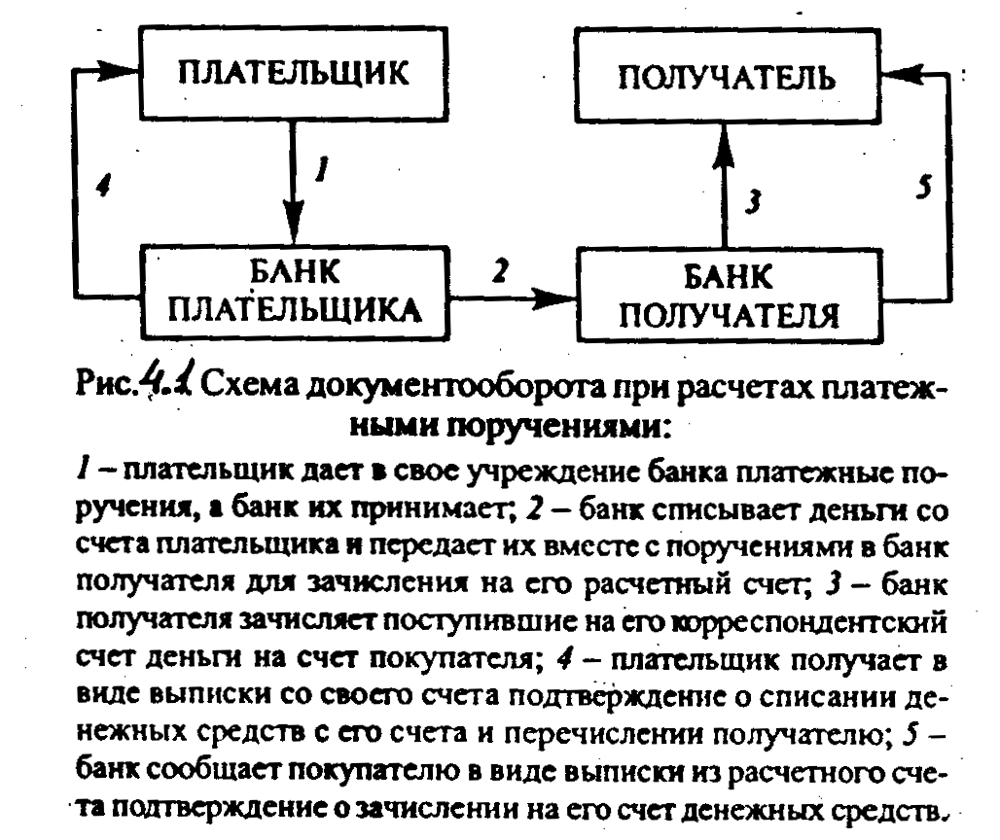 ПЛАТЕЛЬЩИК
ПОЛУЧАТЕЛЬ
4
1
3
5
БАНК
ПЛАТЕЛЬЩИКА
2
БАНК
ПОЛУЧАТЕЛЯ
Рис.4.1 Схема документооборота при расчетах платеж-
ными поручениями:
1 – плательщик дает в свое учреждение банка платежные по-
ручения, а банк их принимает; 2 – банк списывает деньги со
счета плательщика и передает их вместе с поручениями в банк
получателя для зачисления на его расчетный счет; 3 – банк
получателя зачисляет поступившие на его корреспондентский
счет деньги на счет покупателя; 4 – плательщик получает в
виде выписки со своего счета подтверждение о списании де-
нежных средств с его счета и перечислении получателю; 5 –
банк сообщает покупателю в виде выписки из расчетного сче-
та подтверждение о зачислении на его счет денежных средств.